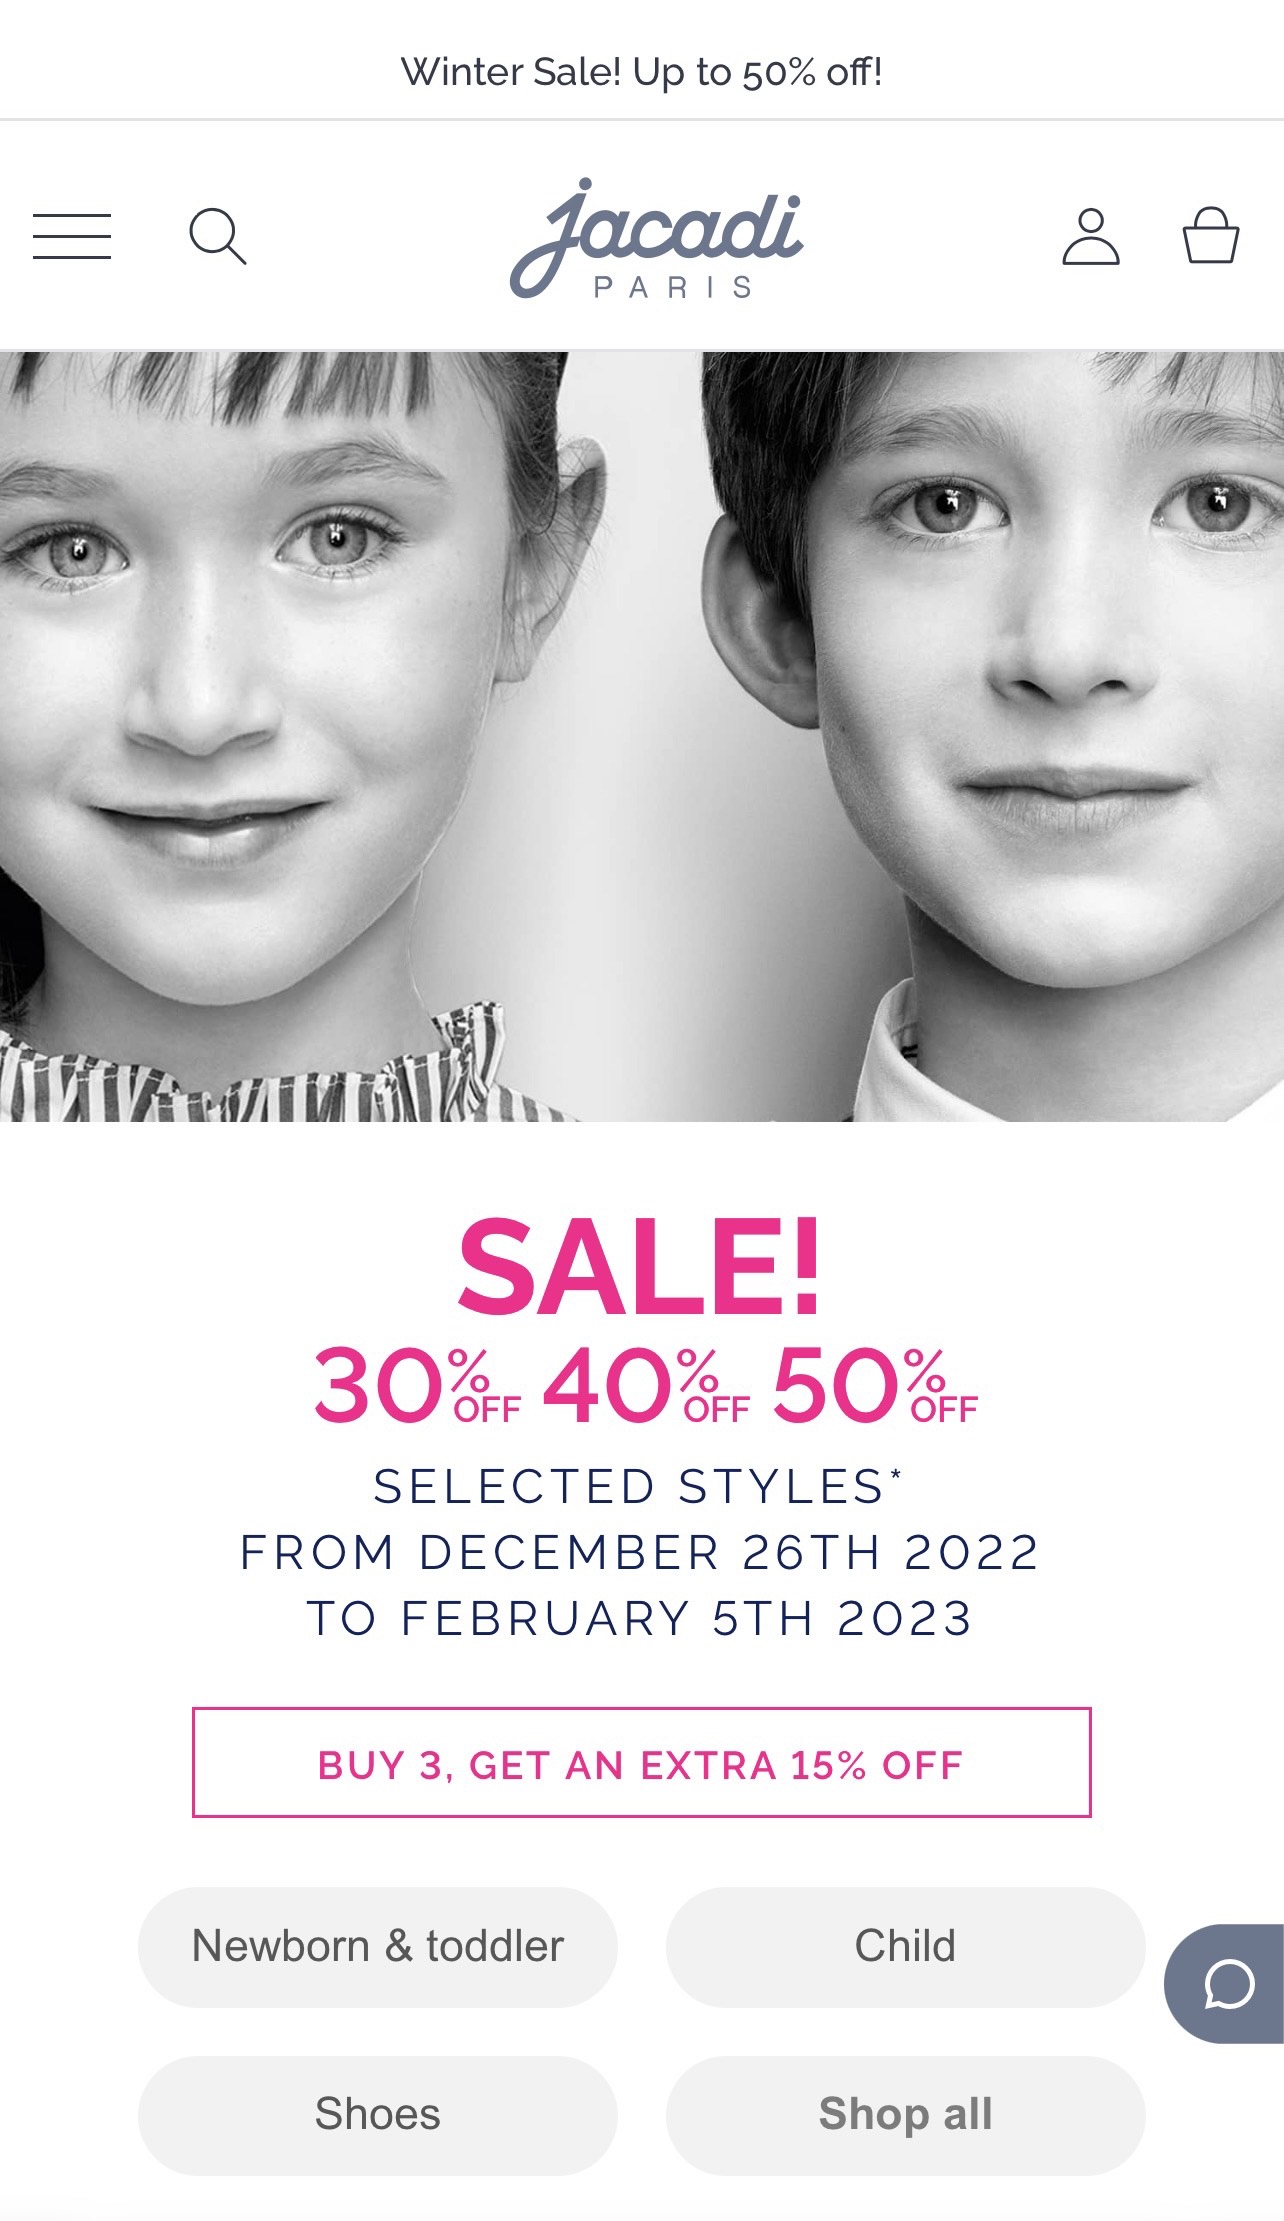 Winter Sale! Up to 50% off!
jacadi
PARIS
SALE!
30% OFF 40% OFF 50% OFF
SELECTED STYLES*
FROM DECEMBER 26TH 2022
TO FEBRUARY 5TH 2023
BUY 3, GET AN EXTRA 15% OFF
Newborn & toddler
Child
Shoes
Shop all